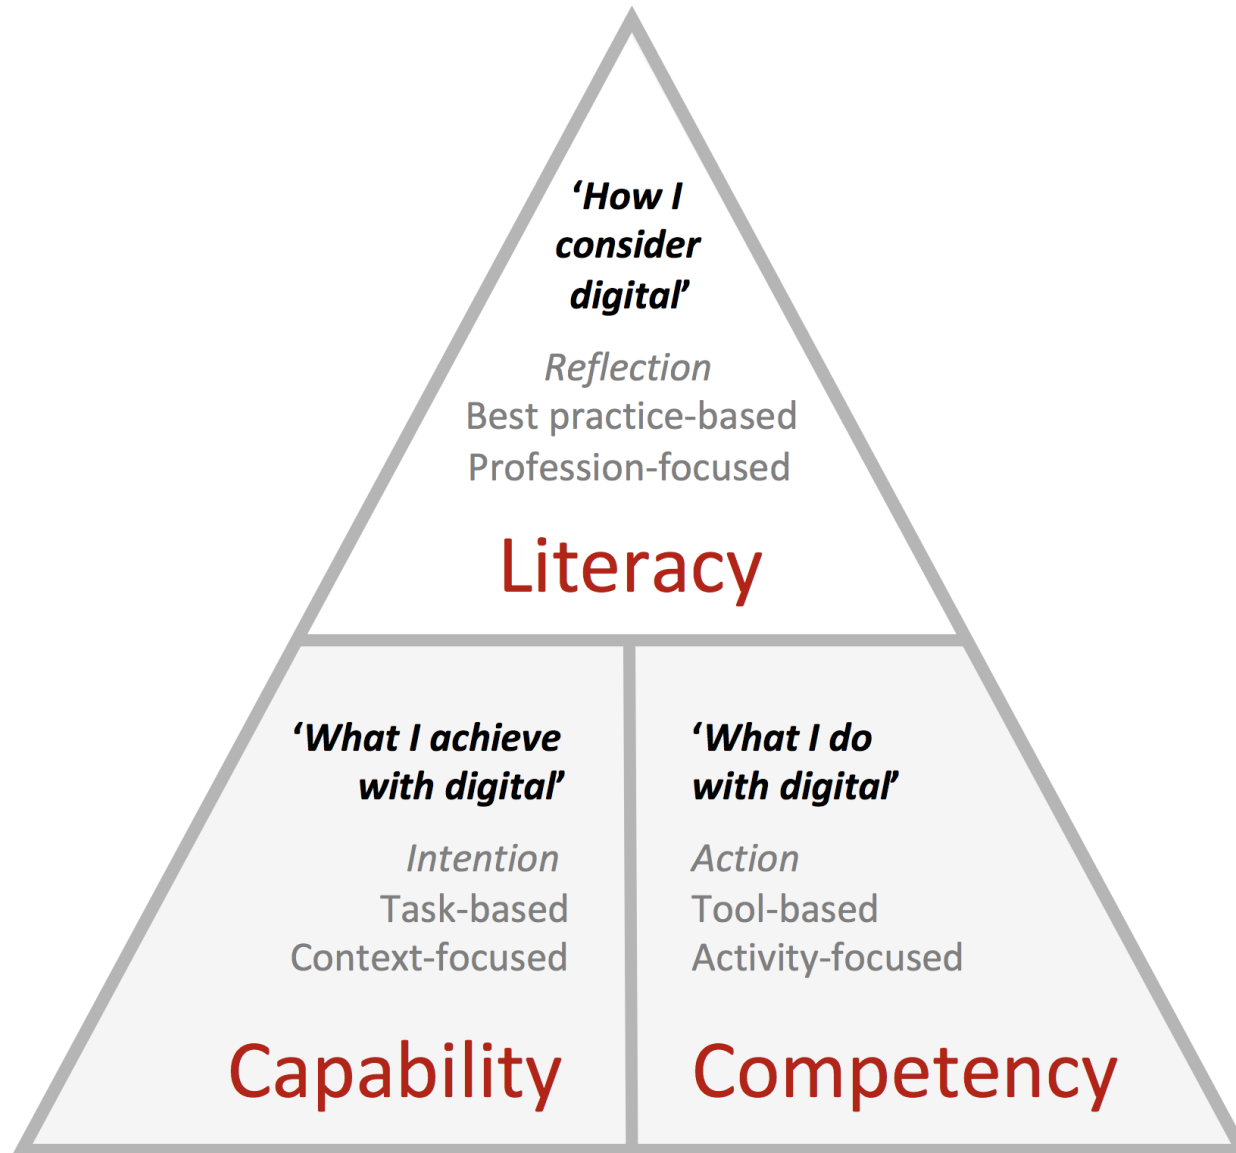 ‘How I
consider
digital’
Reflection
Best practice-based
Profession-focused
Literacy
‘What I achieve
with digital’
Intention
Task-based
Context-focused
Capability
‘What I do
with digital’
Action
Tool-based
Activity-focused
Competency